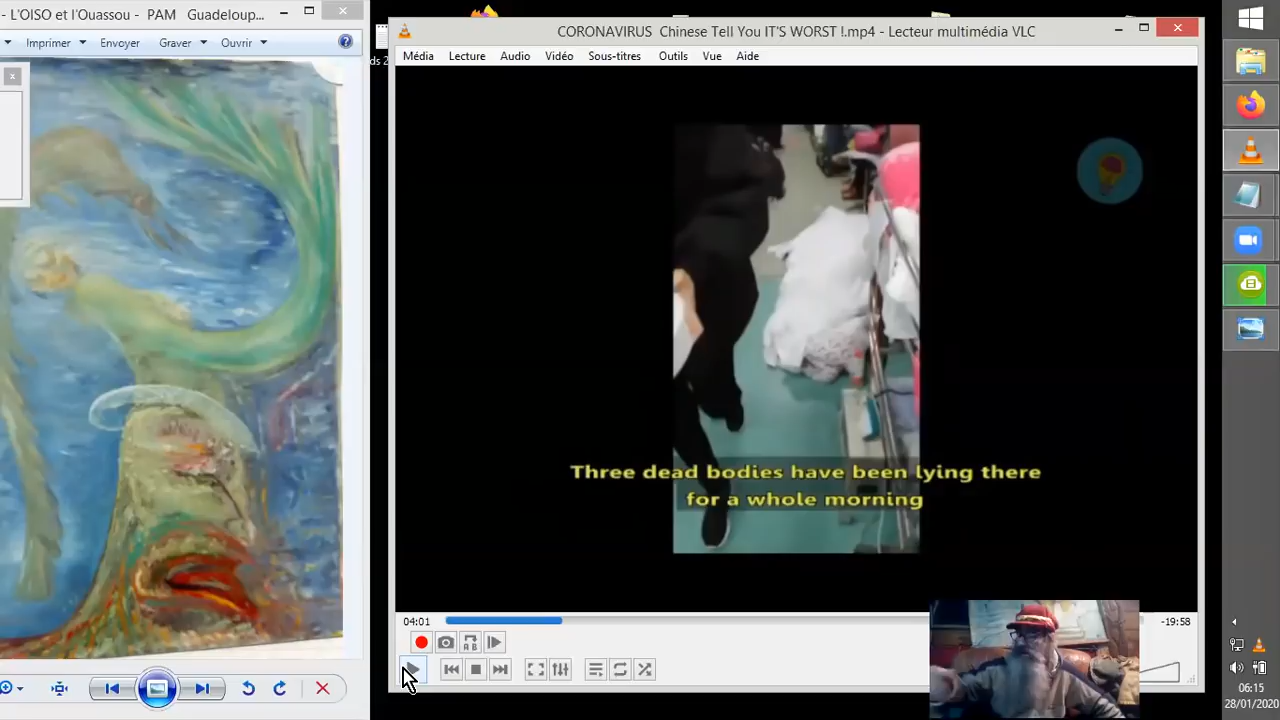 - L'OISO et l'Ouassou - PAM Guadeloup...
Imprimer Envoyer Graver Ouvrir
CORONAVIRUS Chinese Tell You IT'S WORST !.mp4 - Lecteur multimédia VLC
Média Lecture Audio Vidéo Sous-titres Outils Vue Aide
ds 2
Three dead bodies have been lying there
for a whole morning
04:01 -19:58
A B
06:15
28/01/2020